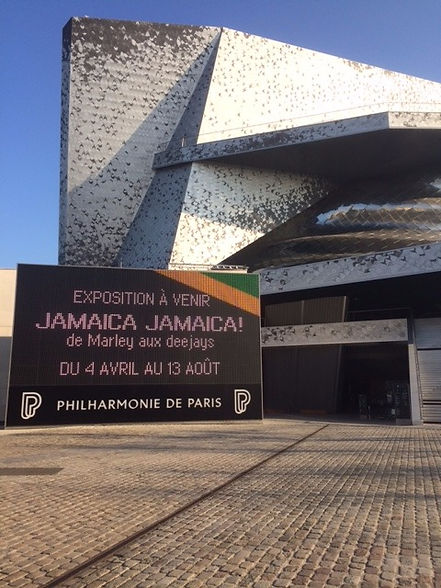 EXPOSITION À VENIR
JAMAICA JAMAICA!
de Marley aux deejays
DU 4 AVRIL AU 13 AOÛT
PHILHARMONIE DE PARIS